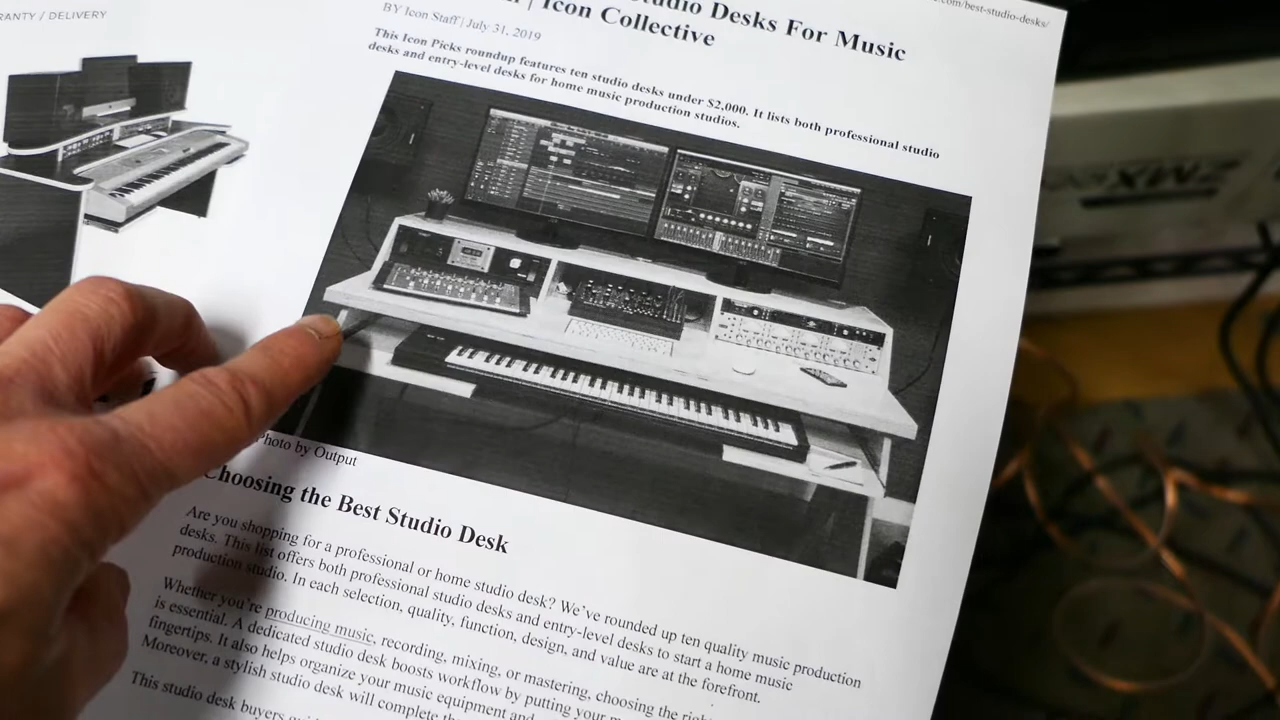 RANTY / DELIVERY
.com/best-studio-desks/
Studio Desks For Music
| Icon Collective
BY Icon Staff | July 31, 2019
This Icon Picks roundup features ten studio desks under $2,000. It lists both professional studio
desks and entry-level desks for home music production studios.
Photo by Output
Choosing the Best Studio Desk
Are you shopping for a professional or home studio desk? We've rounded up ten quality music production
desks. This list offers both professional studio desks and entry-level desks to start a home music
production studio. In each selection, quality, function, design, and value are at the forefront.
Whether you're producing music, recording, mixing, or mastering, choosing the right
is essential. A dedicated studio desk boosts workflow by putting your
fingertips. It also helps organize your music equipment and
Moreover, a stylish studio desk will complete the
This studio desk buyers
ZMX